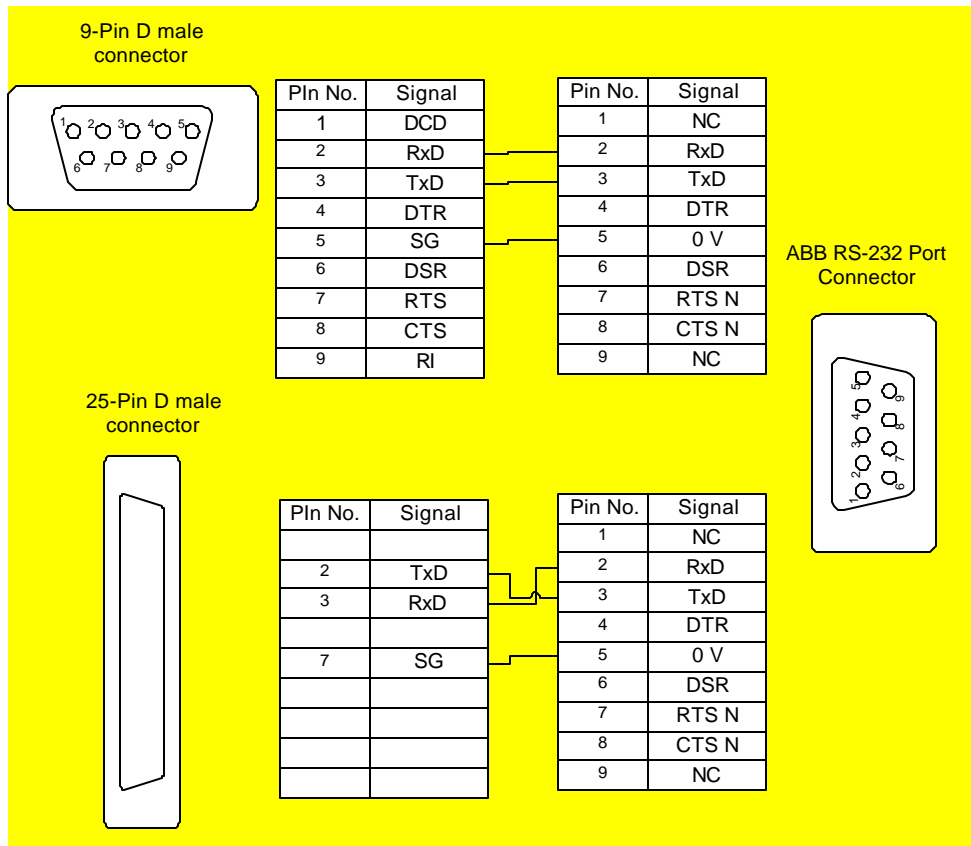 9-Pin D male
connector
1 2 3 4 5
6 7 8 9
PIn No. Signal
1 DCD
2 RxD
3 TxD
4 DTR
5 SG
6 DSR
7 RTS
8 CTS
9 RI
Pin No. Signal
1 NC
2 RxD
3 TxD
4 DTR
5 0 V
6 DSR
7 RTS N
8 CTS N
9 NC
ABB RS-232 Port
Connector
1 2 3 4 5
6 7 8 9
25-Pin D male
connector
PIn No. Signal
2 TxD
3 RxD
7 SG
Pin No. Signal
1 NC
2 RxD
3 TxD
4 DTR
5 0 V
6 DSR
7 RTS N
8 CTS N
9 NC